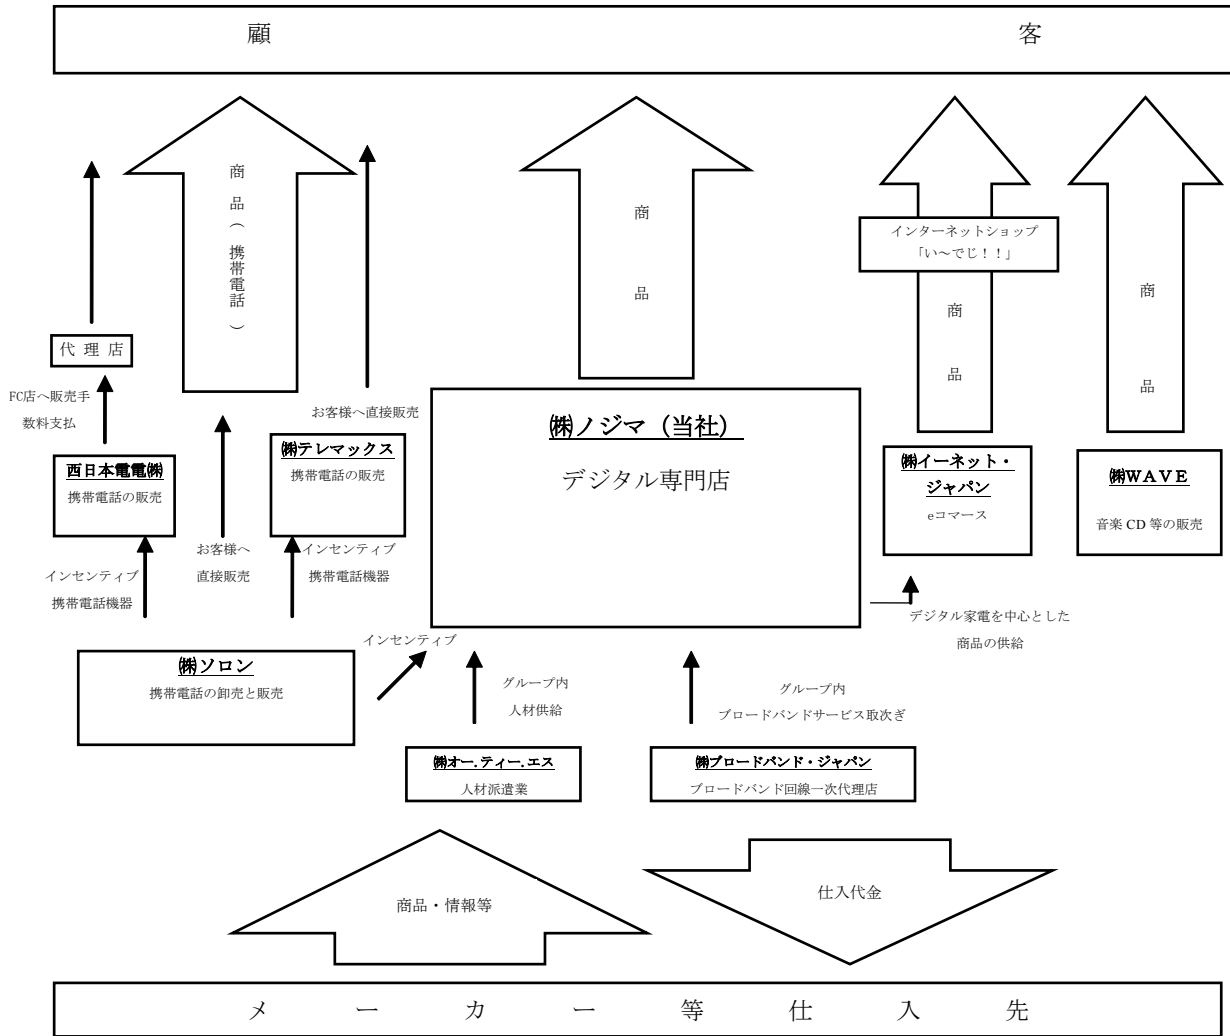 顧 客
商品（携帯電話）
商品
インターネットショップ
「い～でじ！！」
商品
商品
代 理 店
FC店へ販売手
数料支払
お客様へ直接販売
西日本電電㈱
携帯電話の販売
㈱テレマックス
携帯電話の販売
㈱ノジマ（当社）
デジタル専門店
㈱イーネット・
ジャパン
eコマース
㈱ＷＡＶＥ
音楽 CD 等の販売
インセンティブ
携帯電話機器
お客様へ
直接販売
インセンティブ
携帯電話機器
デジタル家電を中心とした
商品の供給
㈱ソロン
携帯電話の卸売と販売
インセンティブ
グループ内
人材供給
グループ内
ブロードバンドサービス取次ぎ
㈱オー.ティー.エス
人材派遣業
㈱ブロードバンド・ジャパン
ブロードバンド回線一次代理店
商品・情報等
仕入代金
メ ー カ ー 等 仕 入 先